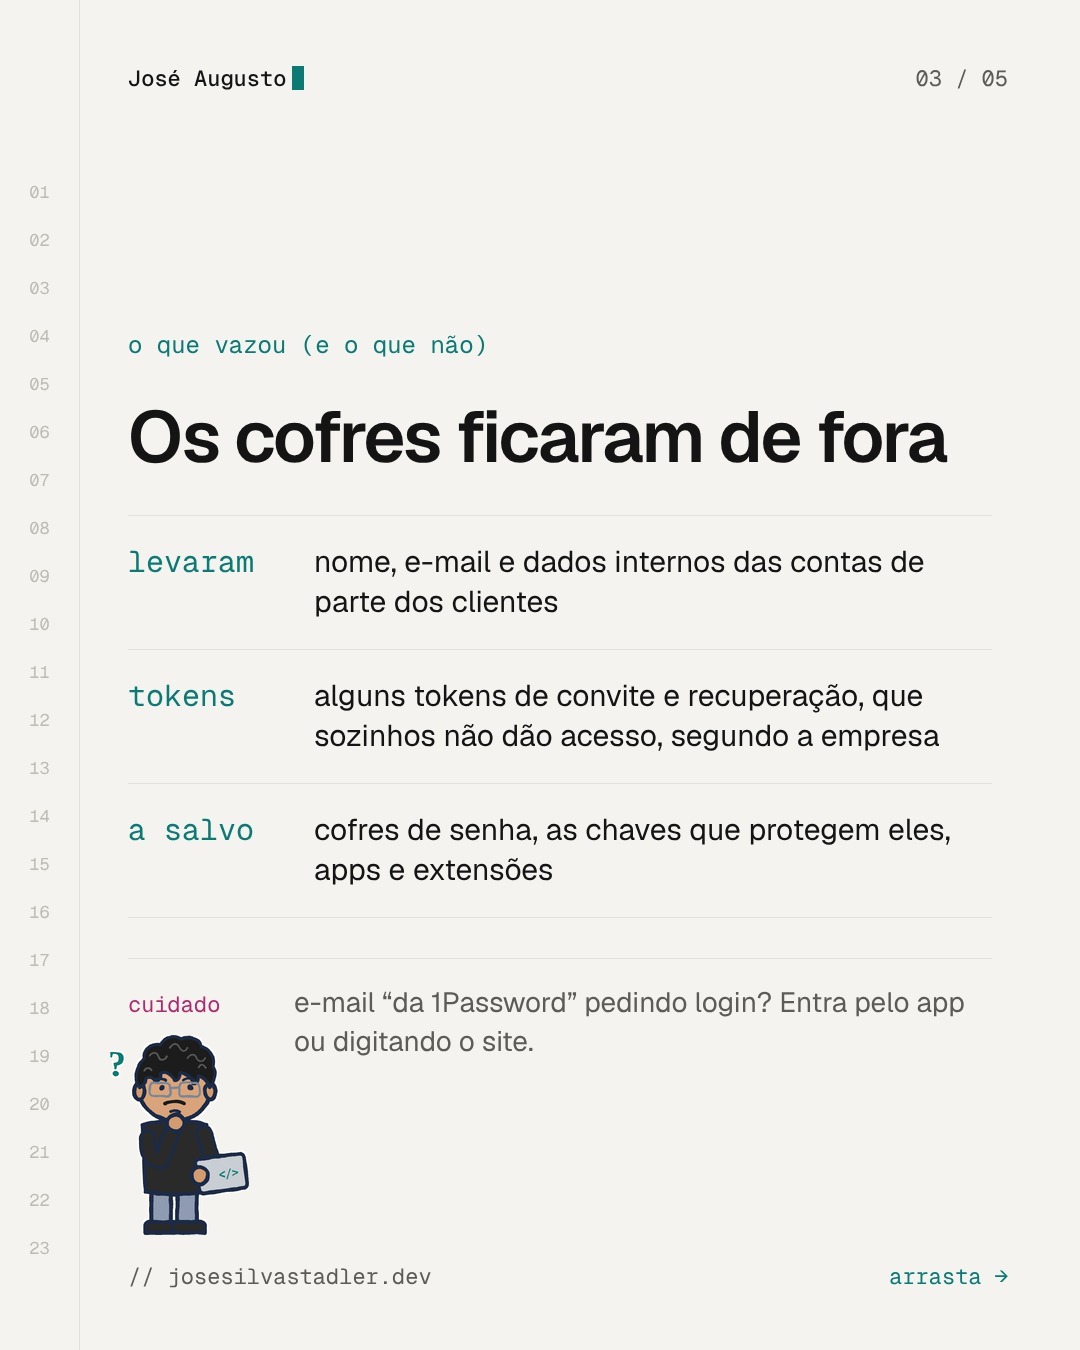 José Augusto
03 / 05
01
02
03
04
05
06
07
08
09
10
11
12
13
14
15
16
17
18
19
20
21
22
23
o que vazou (e o que não)
Os cofres ficaram de fora
levaram
nome, e-mail e dados internos das contas de
parte dos clientes
tokens
alguns tokens de convite e recuperação, que
sozinhos não dão acesso, segundo a empresa
a salvo
cofres de senha, as chaves que protegem eles,
apps e extensões
cuidado
e-mail “da 1Password” pedindo login? Entra pelo app
ou digitando o site.
?
</>
// josesilvastadler.dev
arrasta →